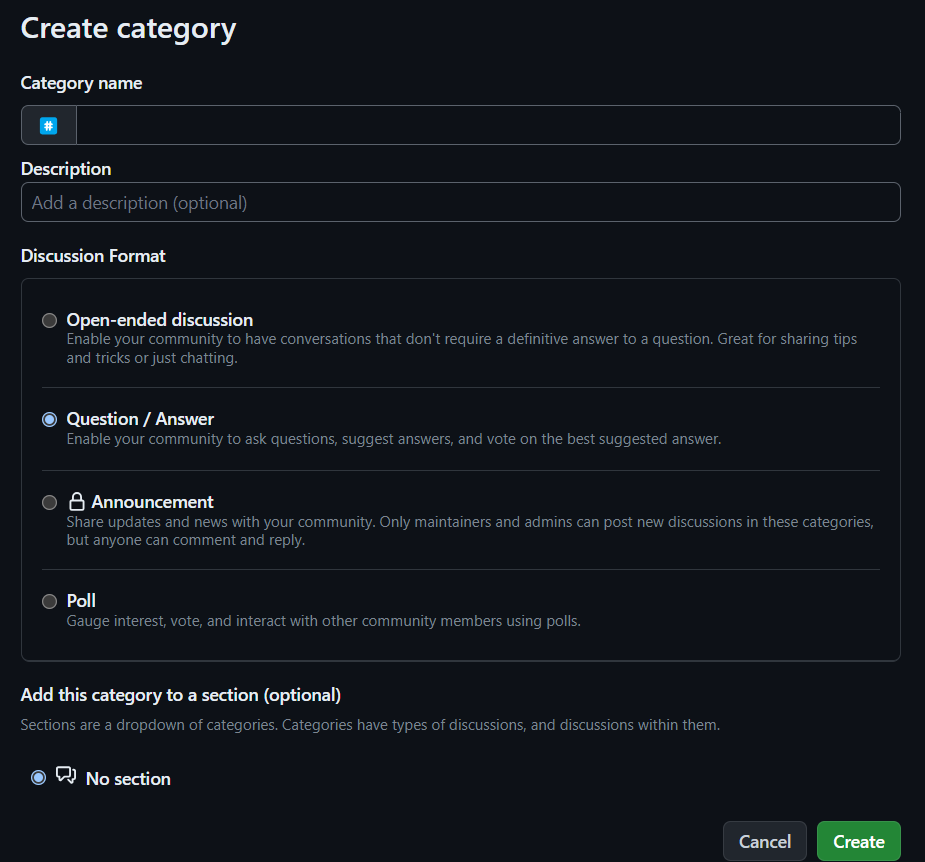 Create category
Category name
#
Description
Add a description (optional)
Discussion Format
Open-ended discussion
Enable your community to have conversations that don't require a definitive answer to a question. Great for sharing tips
and tricks or just chatting.
Question / Answer
Enable your community to ask questions, suggest answers, and vote on the best suggested answer.
Announcement
Share updates and news with your community. Only maintainers and admins can post new discussions in these categories,
but anyone can comment and reply.
Poll
Gauge interest, vote, and interact with other community members using polls.
Add this category to a section (optional)
Sections are a dropdown of categories. Categories have types of discussions, and discussions within them.
No section
Cancel
Create